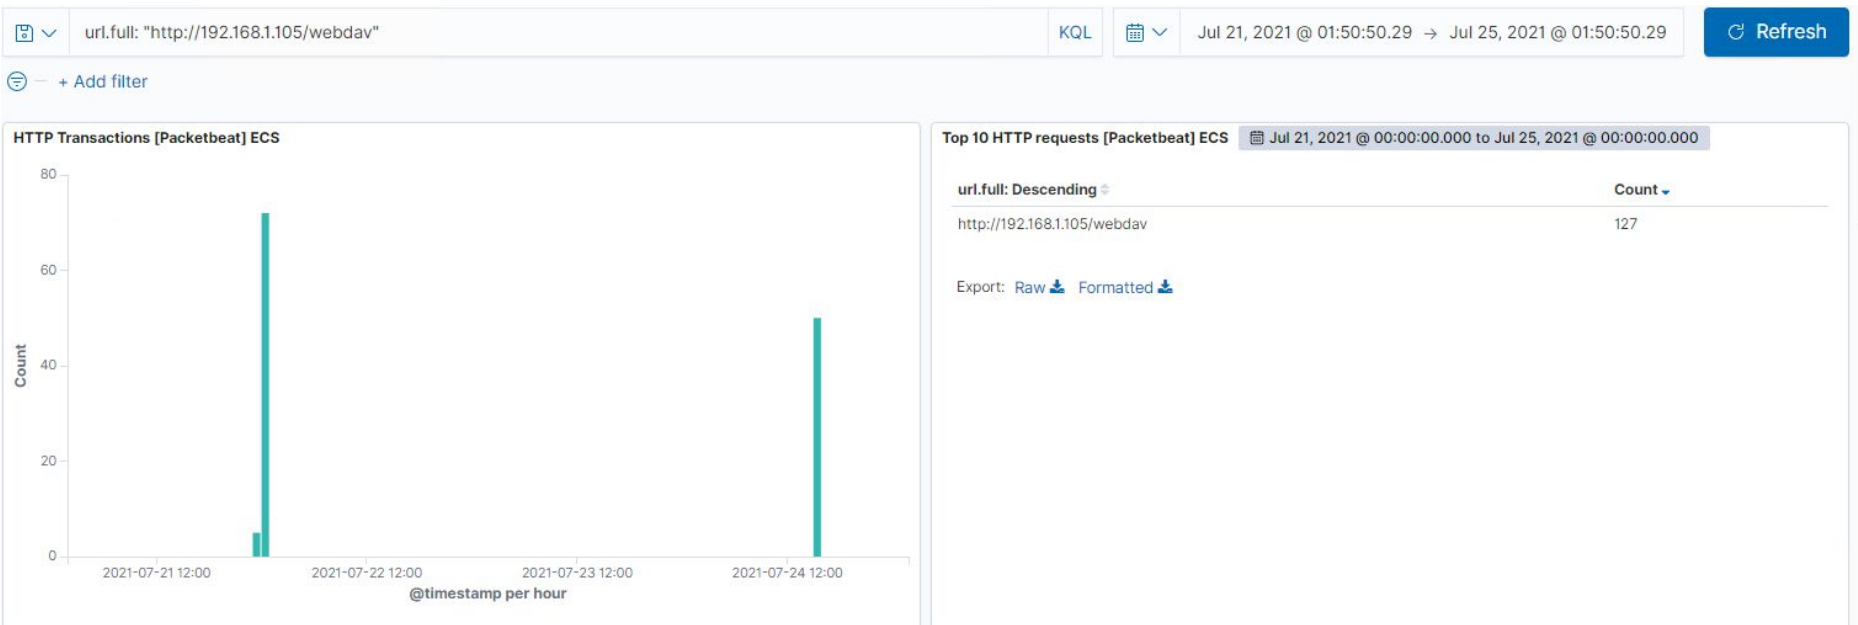 url.full: "http://192.168.1.105/webdav"
KQL
Jul 21, 2021 @ 01:50:50.29 → Jul 25, 2021 @ 01:50:50.29
Refresh
+ Add filter
HTTP Transactions [Packetbeat] ECS
80
60
40
20
0
Count
2021-07-21 12:00
2021-07-22 12:00
2021-07-23 12:00
2021-07-24 12:00
@timestamp per hour
Top 10 HTTP requests [Packetbeat] ECS
Jul 21, 2021 @ 00:00:00.000 to Jul 25, 2021 @ 00:00:00.000
url.full: Descending
Count
http://192.168.1.105/webdav
127
Export: Raw Formatted